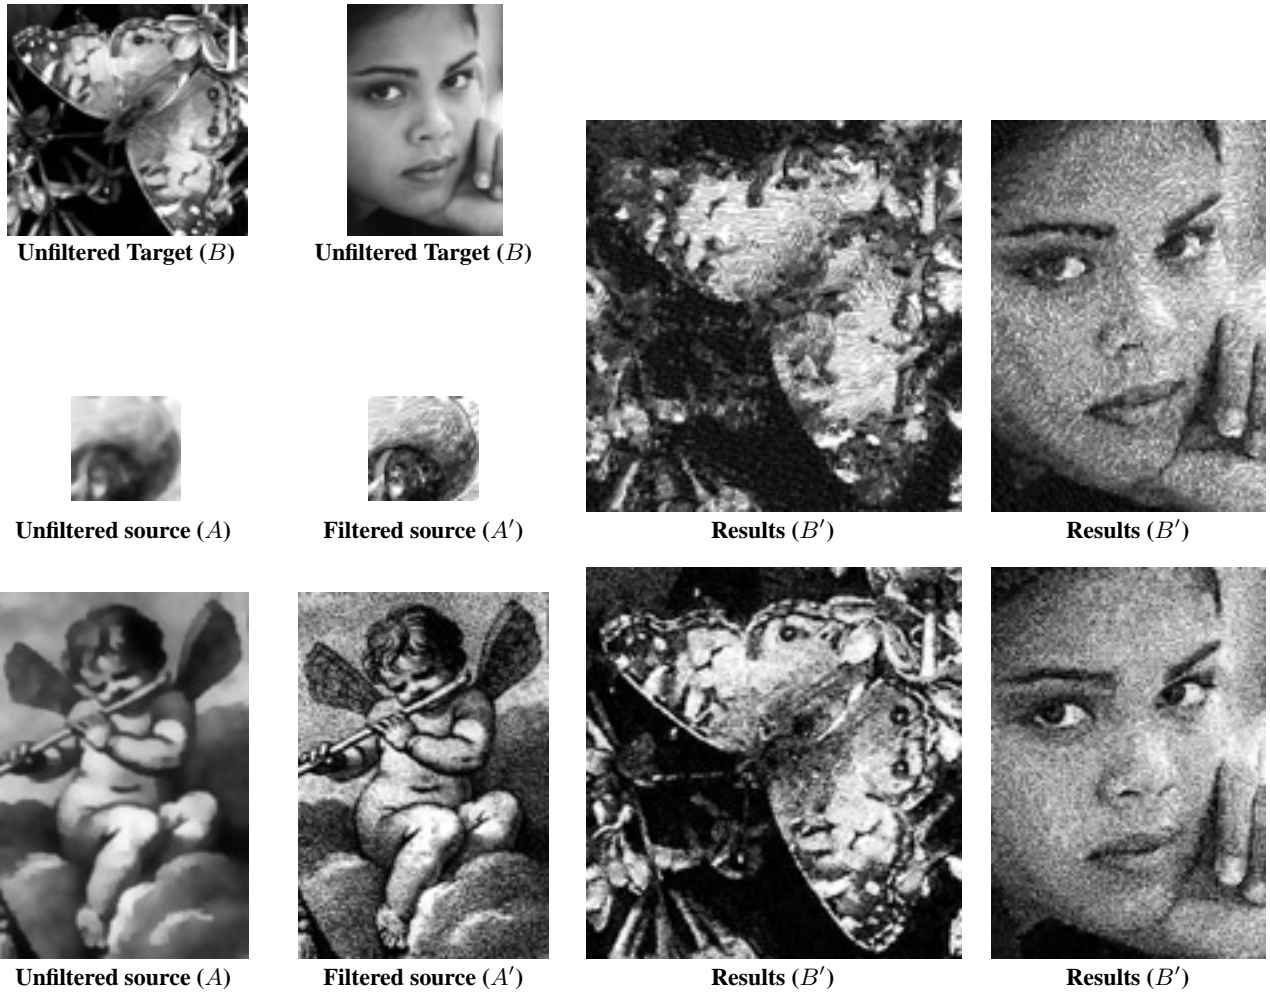 Unfiltered Target (B)
Unfiltered Target (B)
Unfiltered source (A)
Filtered source (A′)
Results (B′)
Results (B′)
Unfiltered source (A)
Filtered source (A′)
Results (B′)
Results (B′)